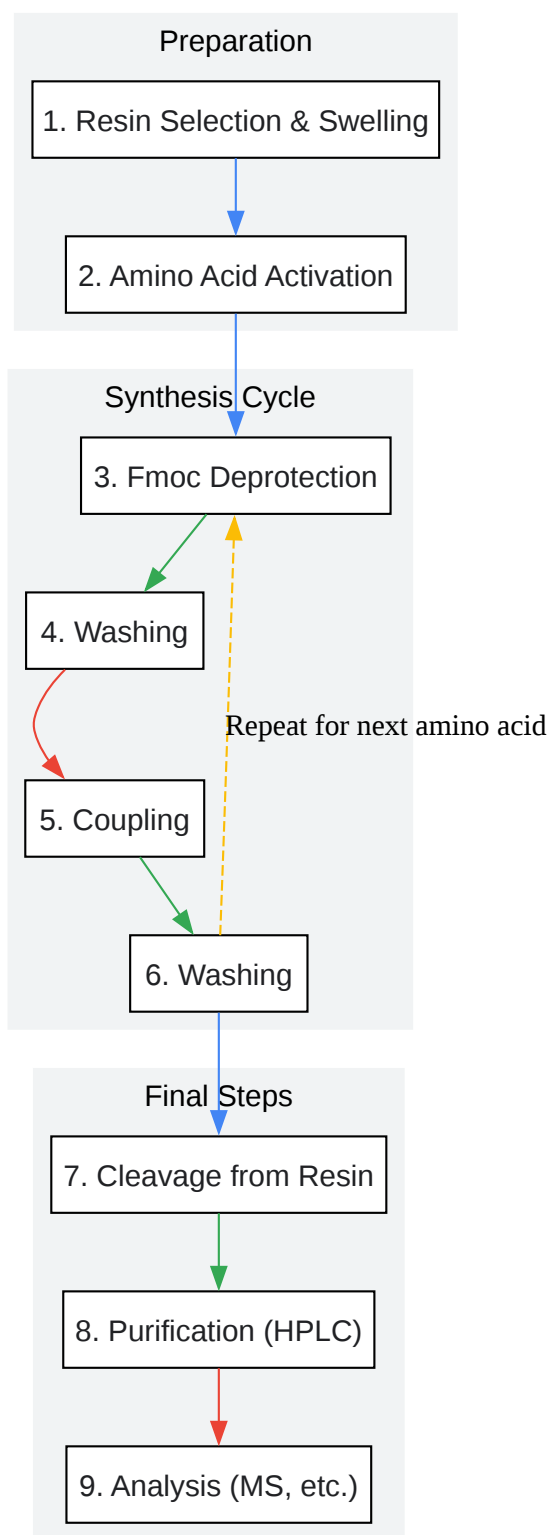 Preparation
1. Resin Selection & Swelling
2. Amino Acid Activation
Synthesis Cycle
3. Fmoc Deprotection
4. Washing
Repeat for next amino acid
5. Coupling
6. Washing
Final Steps
7. Cleavage from Resin
8. Purification (HPLC)
9. Analysis (MS, etc.)